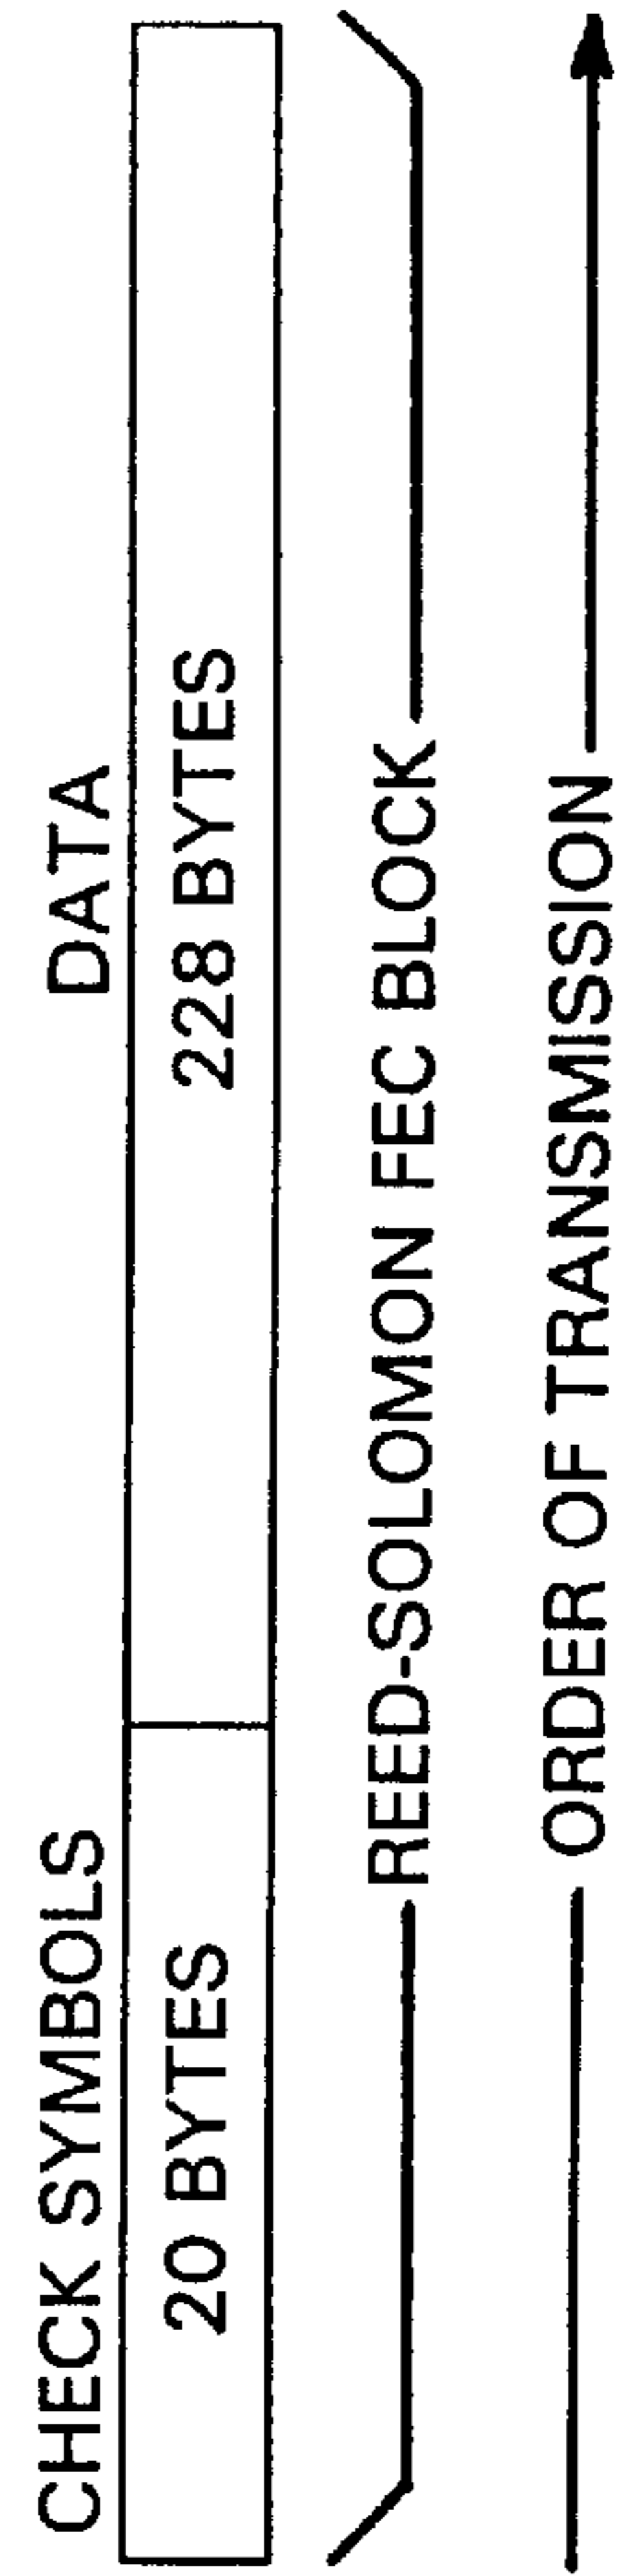 CHECK SYMBOLS
DATA
20 BYTES
228 BYTES
REED-SOLOMON FEC BLOCK
ORDER OF TRANSMISSION